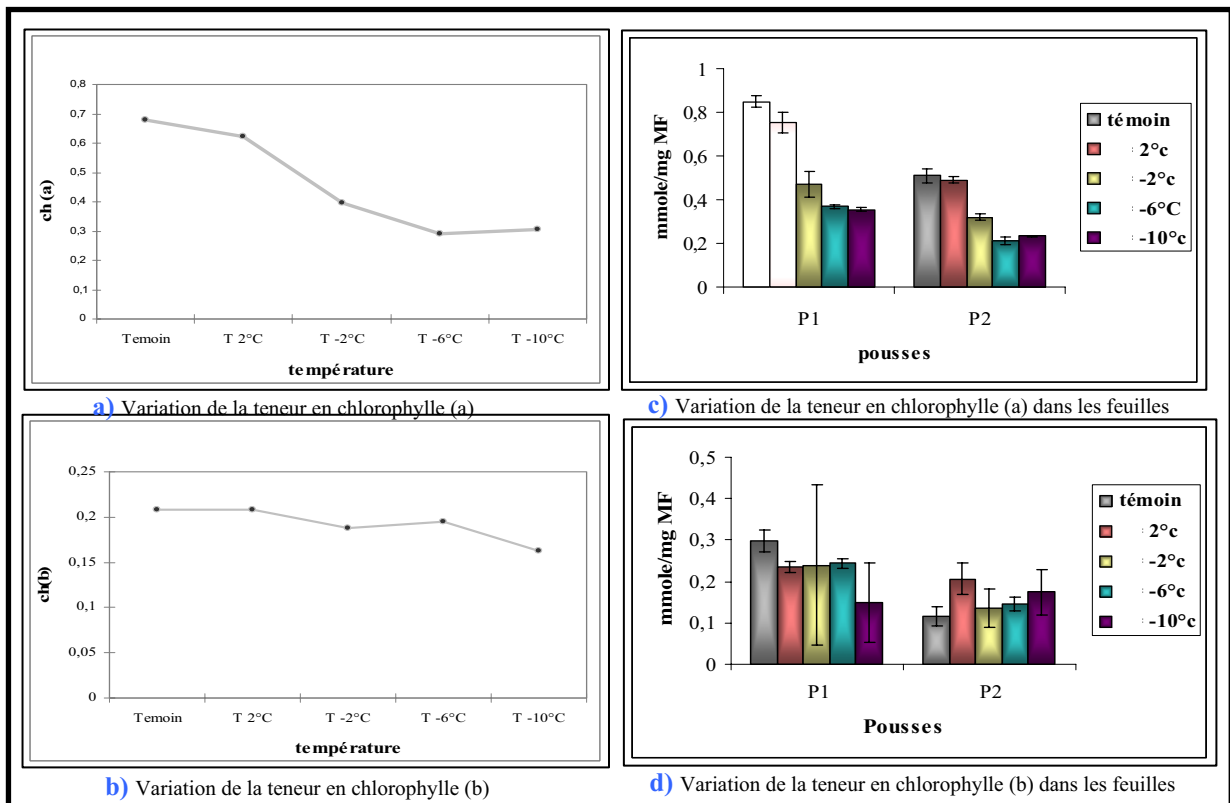 0,8
0,7
0,6
0,5
0,4
0,3
0,2
0,1
0
ch (a)
Temoin
T 2°C
T -2°C
T -6°C
T -10°C
température
a) Variation de la teneur en chlorophylle (a)
1
0,8
0,6
0,4
0,2
0
mmole/mg MF
P1
P2
pousses
témoin
2°c
-2°c
-6°C
-10°c
c) Variation de la teneur en chlorophylle (a) dans les feuilles
0,25
0,2
0,15
0,1
0,05
0
ch(b)
Temoin
T 2°C
T -2°C
T -6°C
T -10°C
température
b) Variation de la teneur en chlorophylle (b)
0,5
0,4
0,3
0,2
0,1
0
mmole/mg MF
P1
P2
Pousses
témoin
2°c
-2°c
-6°c
-10°c
d) Variation de la teneur en chlorophylle (b) dans les feuilles